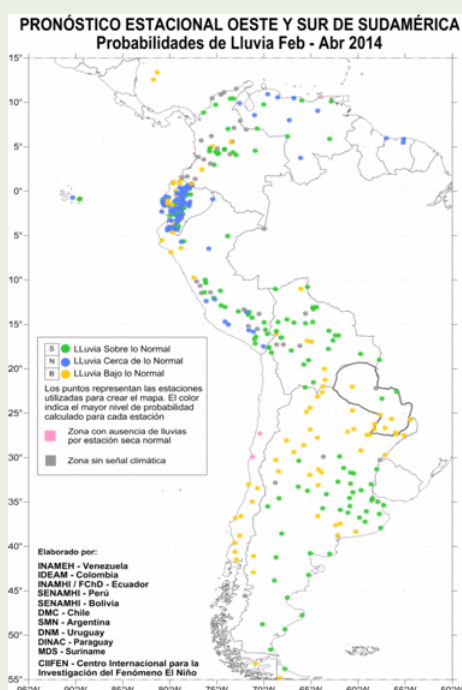 PRONÓSTICO ESTACIONAL OESTE Y SUR DE SUDAMÉRICA
Probabilidades de Lluvia Feb - Abr 2014
15°
10°
5°
0°
5°
10°
15°
20°
25°
30°
35°
40°
45°
50°
55°
S LLuvia Sobre lo Normal
N LLuvia Cerca de lo Normal
B LLuvia Bajo lo Normal
Los puntos representan las estaciones
utilizadas para crear el mapa. El color
indica el mayor nivel de probabilidad
calculado para cada estación
Zona con ausencia de lluvias
por estación seca normal
Zona sin señal climática
Elaborado por:
INAMEH - Venezuela
IDEAM - Colombia
INAMHI / FChD - Ecuador
SENAMHI - Perú
SENAMHI - Bolivia
DMC - Chile
SMN - Argentina
DNM - Uruguay
DINAC - Paraguay
MDS - Suriname
CIIFEN - Centro Internacional para la
Investigación del Fenómeno El Niño
95°W 90°W 85°W 80°W 75°W 70°W 65°W 60°W 55°W 50°W